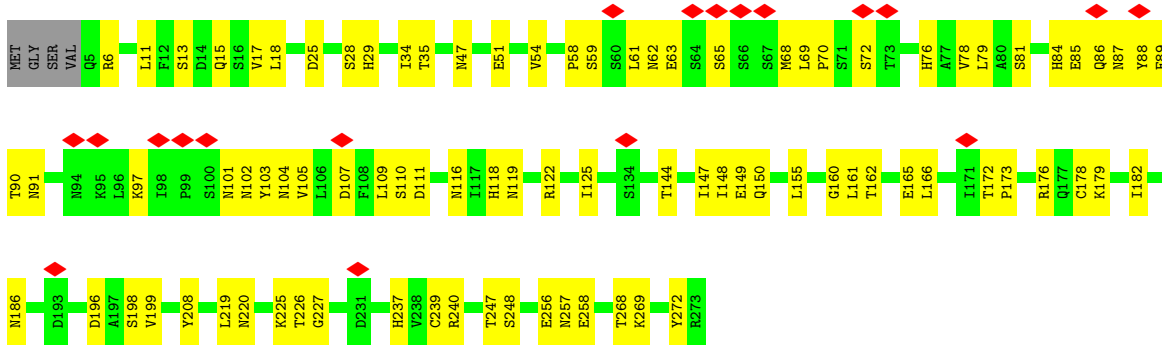 MET GLY SER VAL Q5 R6 L11 F12 S13 D14 Q15 S16 V17 L18 D25 S28 H29 I34 T35 N47 E51 V54 P58 S59 S60 L61 N62 E63 S64 S65 S66 S67 M68 L69 P70 S71 S72 T73 H76 A77 V78 L79 A80 S81 H84 E85 Q86 N87 Y88 E89
T90 N91 N94 K95 L96 K97 I98 P99 S100 N101 N102 Y103 N104 V105 L106 D107 F108 L109 S110 D111 N116 I117 H118 N119 R122 I125 S134 T144 I147 I148 E149 Q150 L155 G160 L161 T162 E165 L166 I171 T172 P173 R176 Q177 C178 K179 I182
N186 D193 D196 A197 S198 V199 Y208 L219 N220 K225 T226 G227 D231 H237 V238 C239 R240 T247 S248 E256 N257 E258 T268 K269 Y272 R273